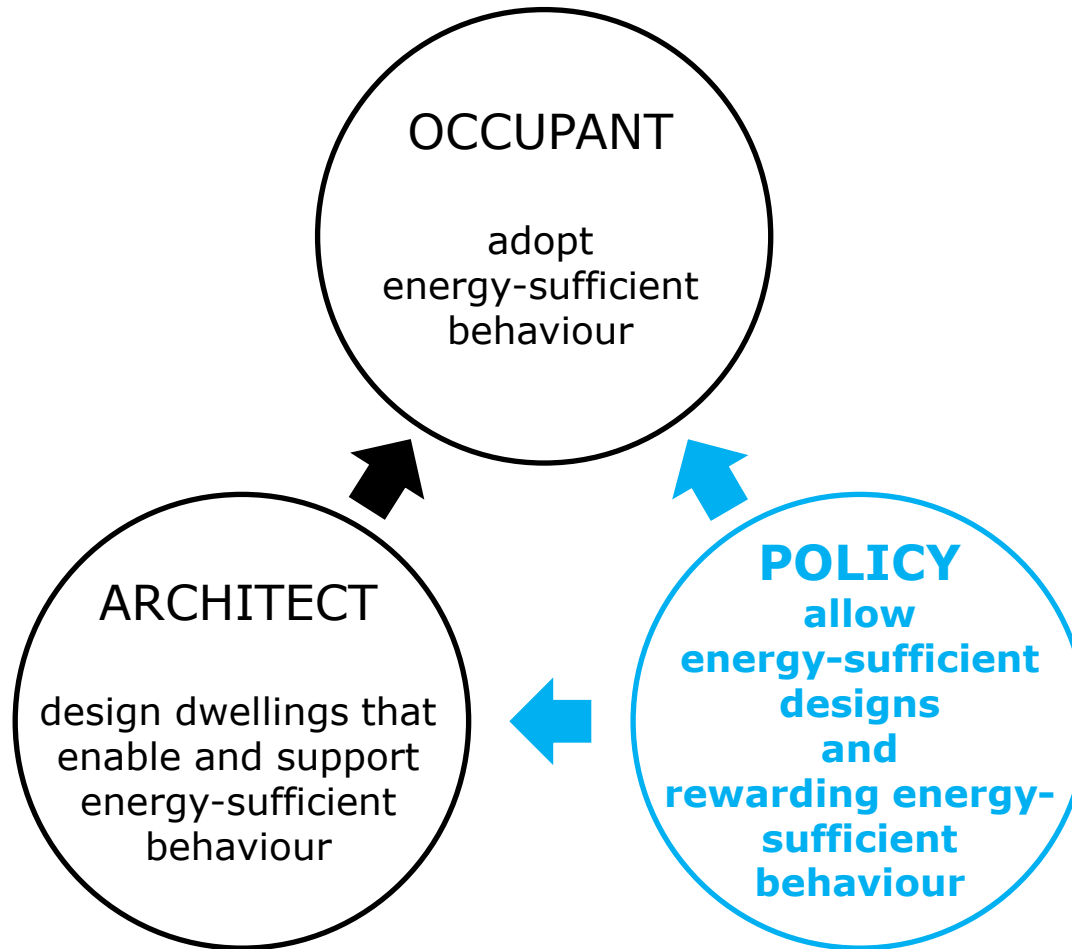 OCCUPANT
adopt
energy-sufficient
behaviour
ARCHITECT
design dwellings that
enable and support
energy-sufficient
behaviour
POLICY
allow
energy-sufficient
designs
and
rewarding energy-
sufficient
behaviour